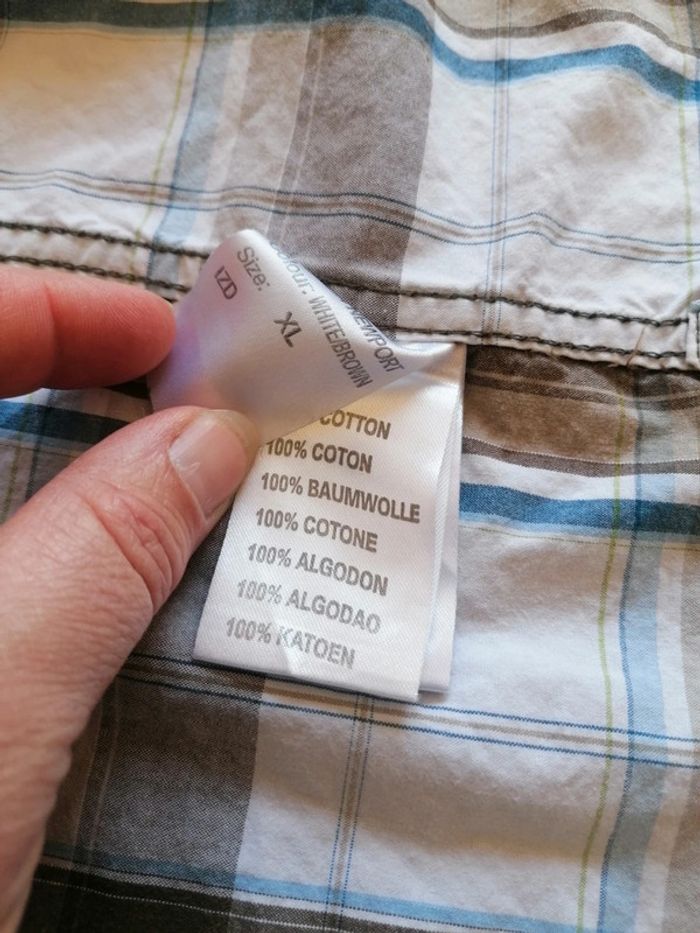 NEWPORT
Colour: WHITE/BROWN
Size: XL
IZD
COTTON
100% COTON
100% BAUMWOLLE
100% COTONE
100% ALGODON
100% ALGODAO
100% KATOEN